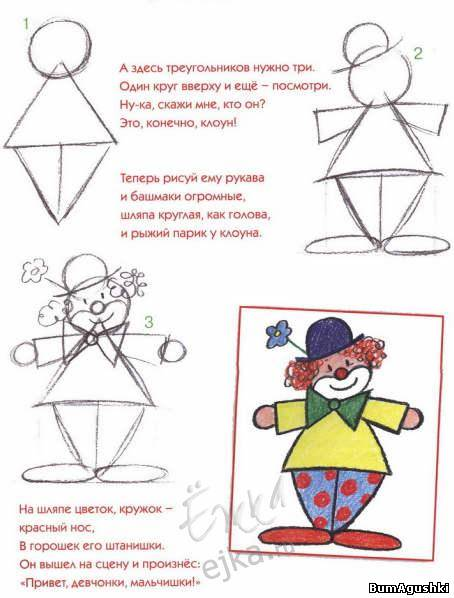 1
2
А здесь треугольников нужно три.
Один круг вверху и ещё – посмотри.
Ну-ка, скажи мне, кто он?
Это, конечно, клоун!
Теперь рисуй ему рукава
и башмаки огромные,
шляпа круглая, как голова,
и рыжий парик у клоуна.
3
На шляпе цветок, кружок –
красный нос,
В горошек его штанишки.
Он вышел на сцену и произнёс:
«Привет, девчонки, мальчишки!»
Ёжка
ejka.ru
BumAgushki